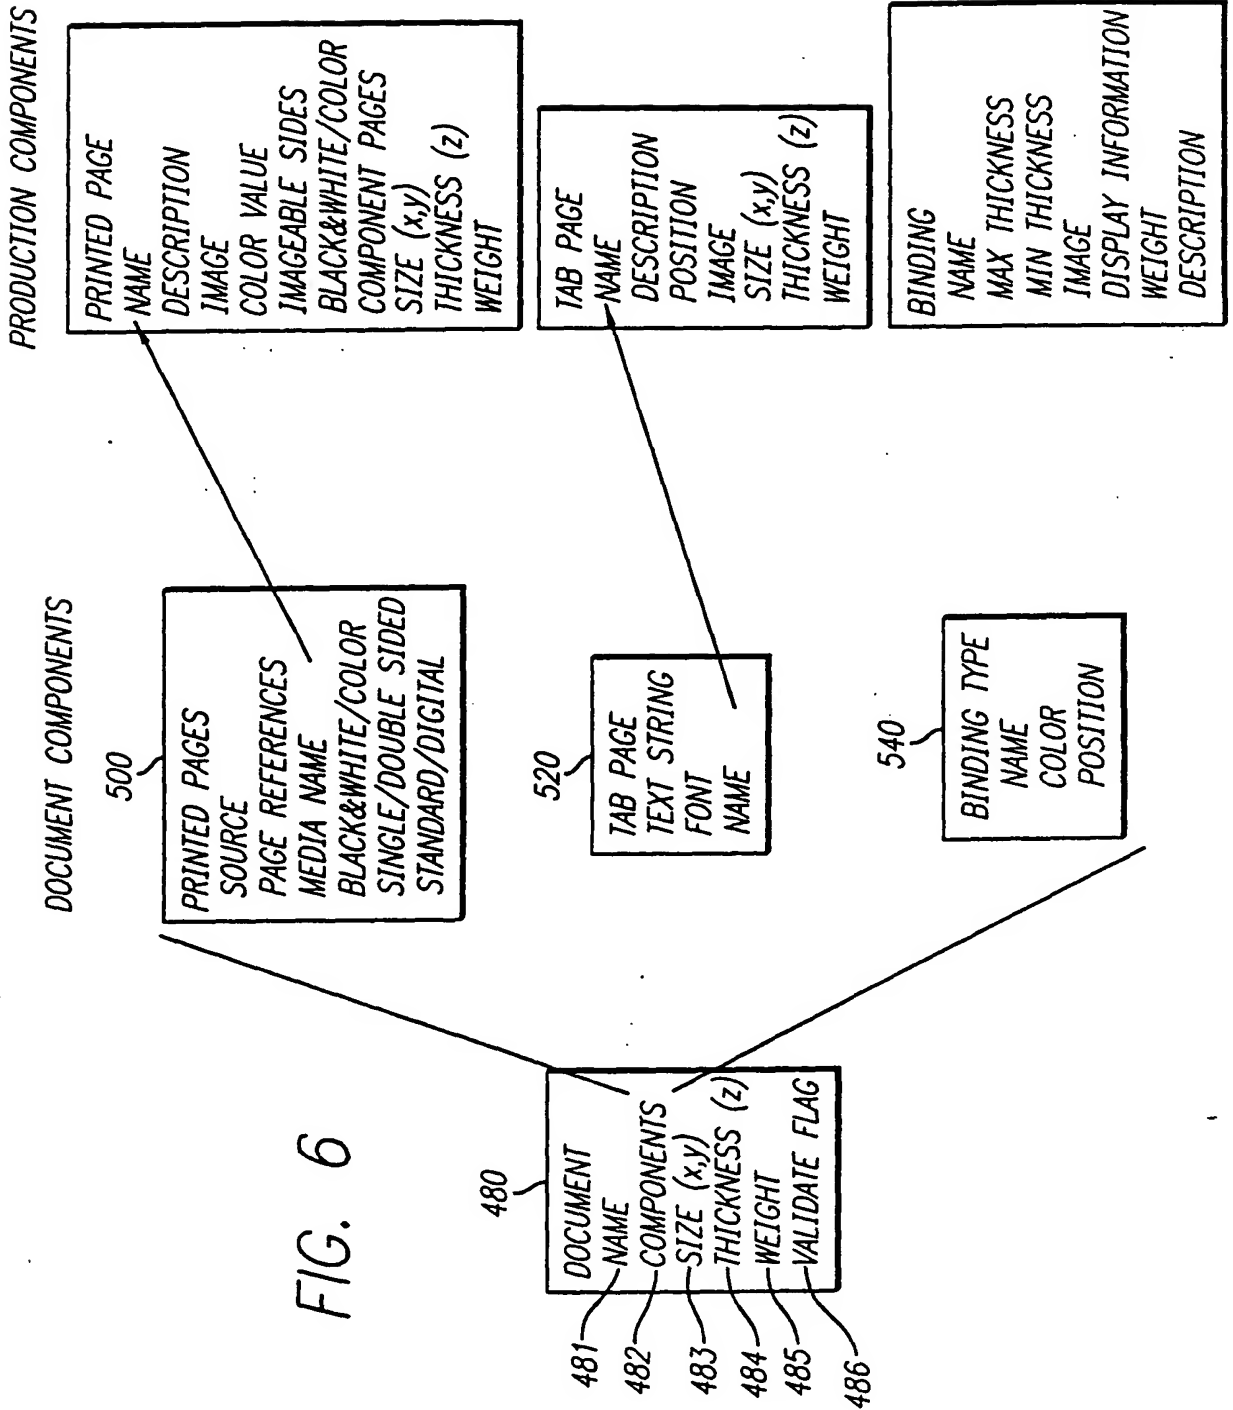 FIG. 6
480
DOCUMENT
481 NAME
482 COMPONENTS
483 SIZE (x,y)
484 THICKNESS (z)
485 WEIGHT
486 VALIDATE FLAG
DOCUMENT COMPONENTS
500
PRINTED PAGES
SOURCE
PAGE REFERENCES
MEDIA NAME
BLACK&WHITE/COLOR
SINGLE/DOUBLE SIDED
STANDARD/DIGITAL
520
TAB PAGE
TEXT STRING
FONT
NAME
540
BINDING TYPE
NAME
COLOR
POSITION
PRODUCTION COMPONENTS
PRINTED PAGE
NAME
DESCRIPTION
IMAGE
COLOR VALUE
IMAGEABLE SIDES
BLACK&WHITE/COLOR
COMPONENT PAGES
SIZE (x,y)
THICKNESS (z)
WEIGHT
TAB PAGE
NAME
DESCRIPTION
POSITION
IMAGE
SIZE (x,y)
THICKNESS (z)
WEIGHT
BINDING
NAME
MAX THICKNESS
MIN THICKNESS
IMAGE
DISPLAY INFORMATION
WEIGHT
DESCRIPTION